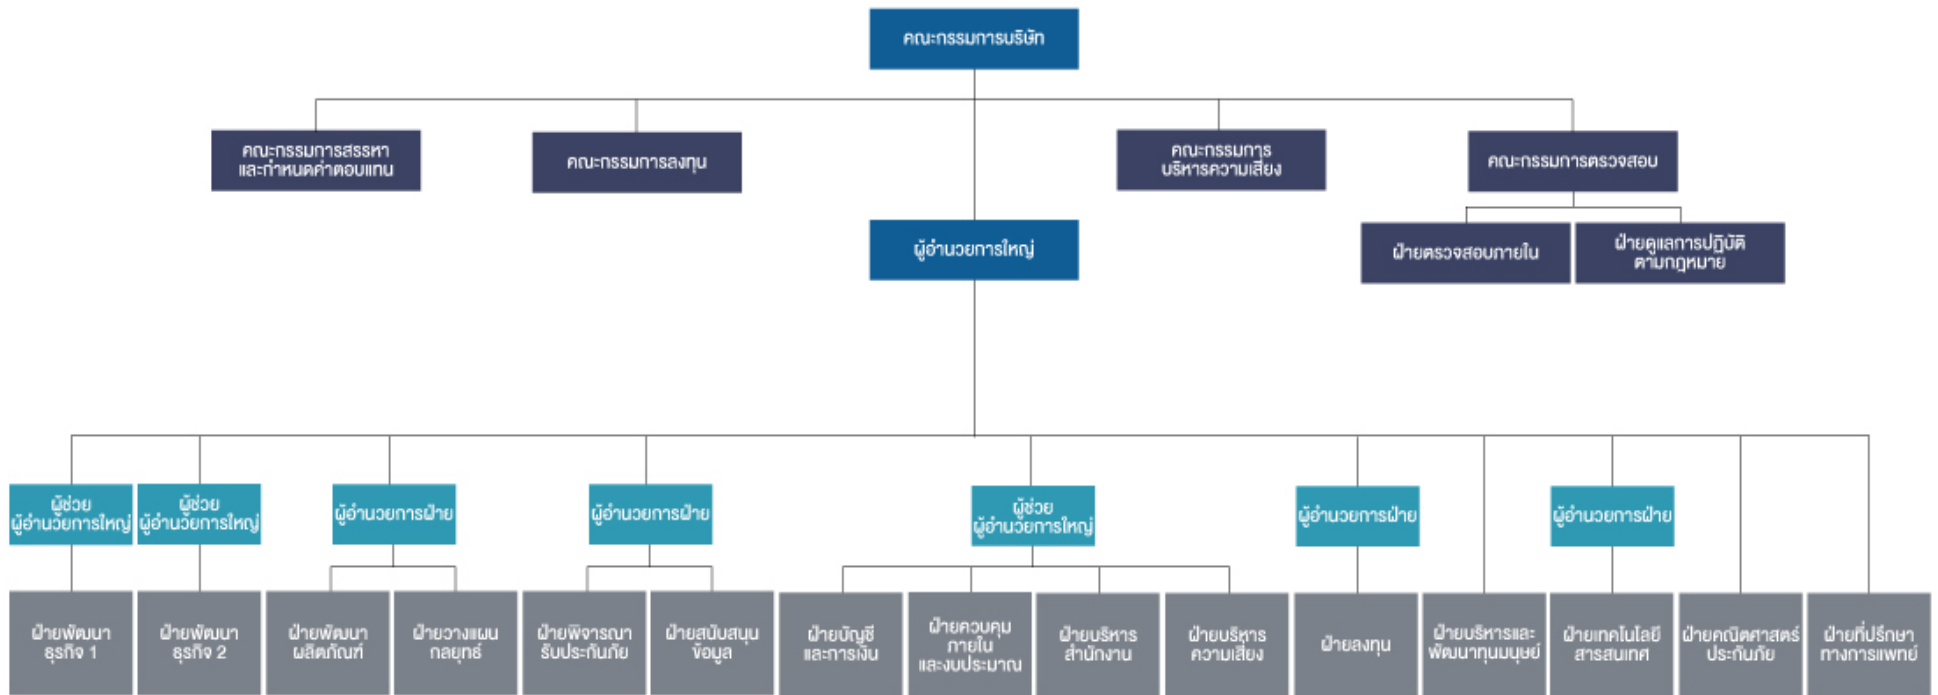 คณะกรรมการบริษัท
คณะกรรมการสรรหา
และกำหนดค่าตอบแทน
คณะกรรมการลงทุน
คณะกรรมการ
บริหารความเสี่ยง
คณะกรรมการตรวจสอบ
ผู้อำนวยการใหญ่
ฝ่ายตรวจสอบภายใน
ฝ่ายดูแลการปฏิบัติ
ตามกฎหมาย
ผู้ช่วย
ผู้อำนวยการใหญ่
ผู้ช่วย
ผู้อำนวยการใหญ่
ผู้อำนวยการฝ่าย
ผู้อำนวยการฝ่าย
ผู้ช่วย
ผู้อำนวยการใหญ่
ผู้อำนวยการฝ่าย
ผู้อำนวยการฝ่าย
ฝ่ายพัฒนา
ธุรกิจ 1
ฝ่ายพัฒนา
ธุรกิจ 2
ฝ่ายพัฒนา
ผลิตภัณฑ์
ฝ่ายวางแผน
กลยุทธ์
ฝ่ายพิจารณา
รับประกันภัย
ฝ่ายสนับสนุน
ข้อมูล
ฝ่ายบัญชี
และการเงิน
ฝ่ายควบคุม
ภายใน
และงบประมาณ
ฝ่ายบริหาร
สำนักงาน
ฝ่ายบริหาร
ความเสี่ยง
ฝ่ายลงทุน
ฝ่ายบริหารและ
พัฒนาทุนมนุษย์
ฝ่ายเทคโนโลยี
สารสนเทศ
ฝ่ายคณิตศาสตร์
ประกันภัย
ฝ่ายที่ปรึกษา
ทางการแพทย์